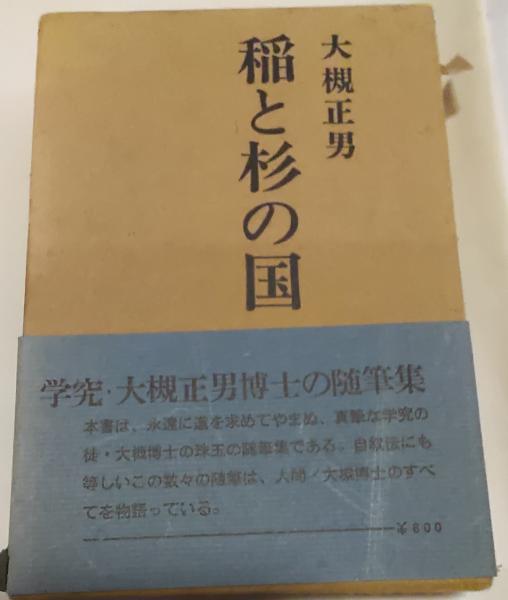 大槻正男
稲と杉の国
学究・大槻正男博士の随筆集
本書は、永遠に道を求めてやまぬ、真摯な学究の
徒・大槻博士の珠玉の随筆集である。自叙伝にも
等しいこの数々の随筆は、人間／大槻博士のすべ
てを物語っている。
800